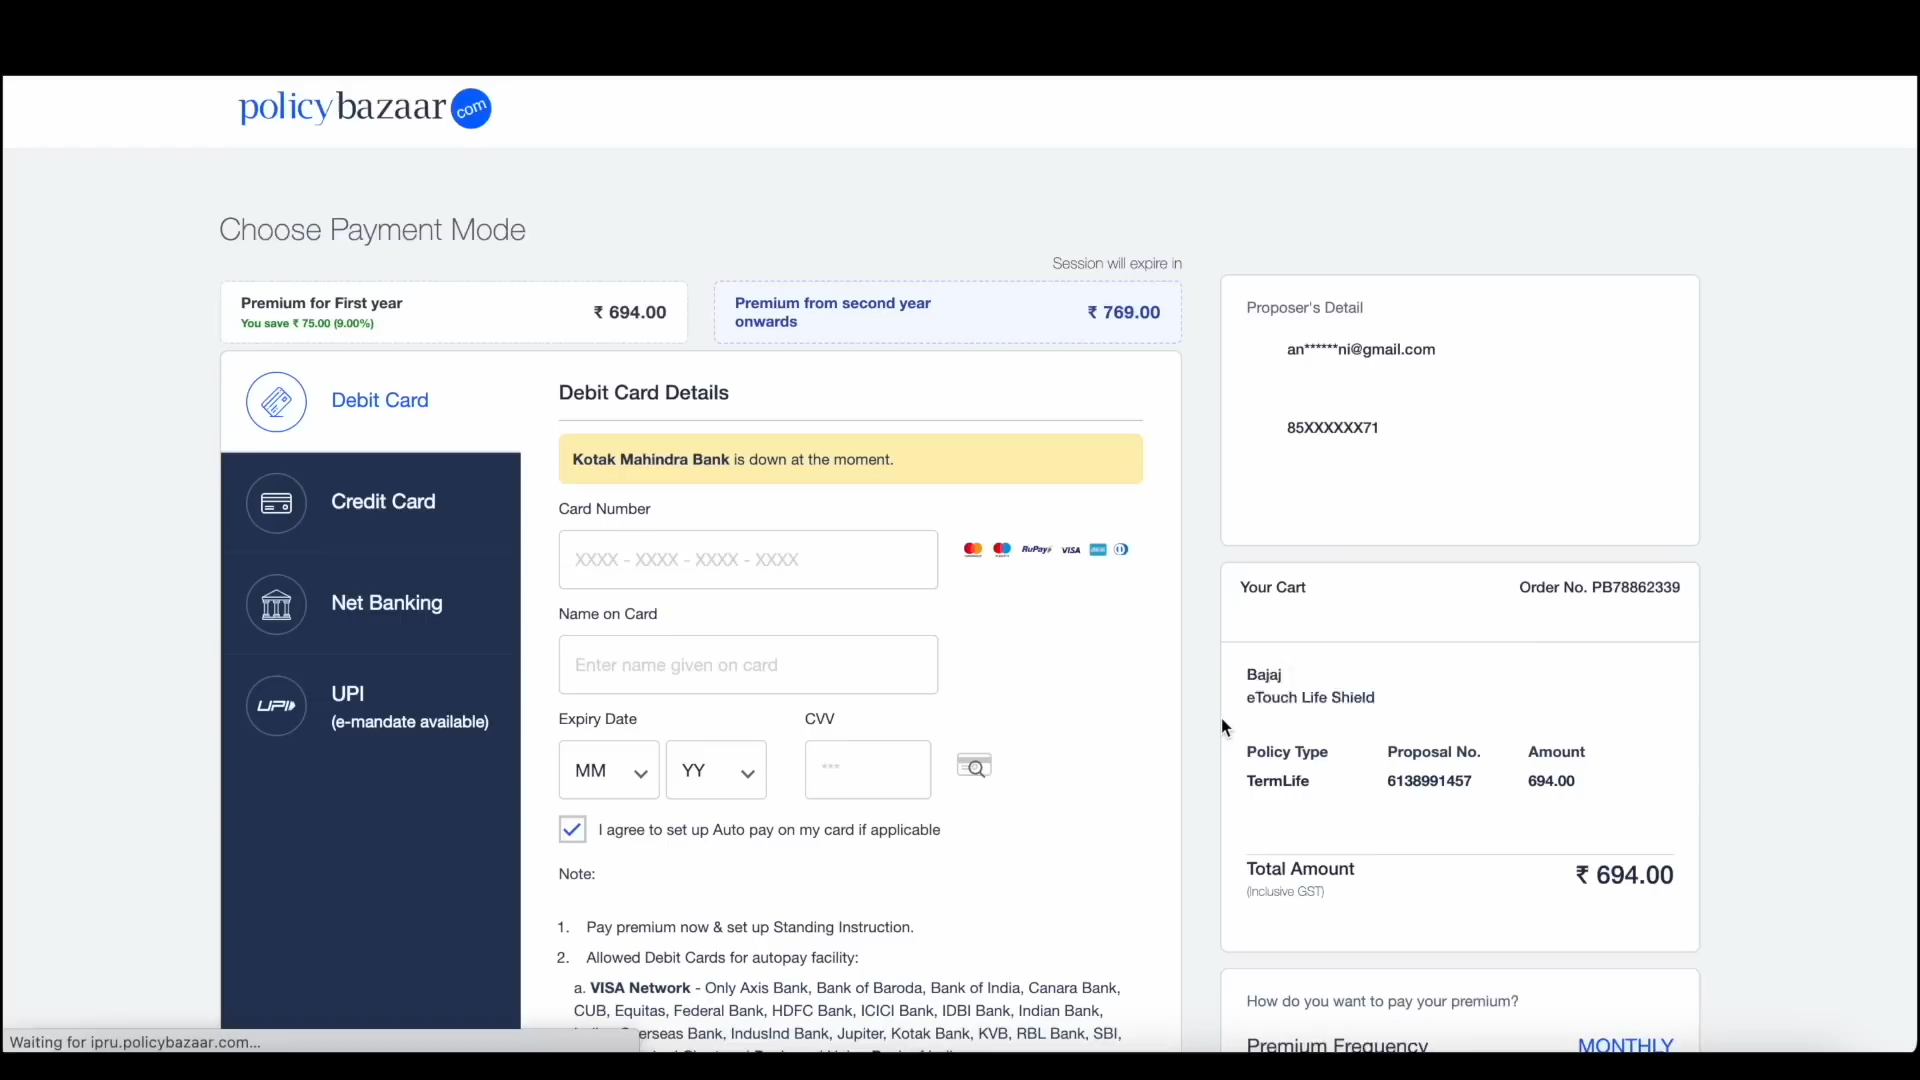 policybazaar com
Choose Payment Mode
Session will expire in
Premium for First year
You save ₹ 75.00 (9.00%)
₹ 694.00
Premium from second year
onwards
₹ 769.00
Debit Card
Credit Card
Net Banking
UPI
UPI
(e-mandate available)
Debit Card Details
Kotak Mahindra Bank is down at the moment.
Card Number
XXXX - XXXX - XXXX - XXXX
RuPay VISA
Name on Card
Enter name given on card
Expiry Date
CVV
MM
YY
***
I agree to set up Auto pay on my card if applicable
Note:
1. Pay premium now & set up Standing Instruction.
2. Allowed Debit Cards for autopay facility:
a. VISA Network - Only Axis Bank, Bank of Baroda, Bank of India, Canara Bank,
CUB, Equitas, Federal Bank, HDFC Bank, ICICI Bank, IDBI Bank, Indian Bank,
Overseas Bank, IndusInd Bank, Jupiter, Kotak Bank, KVB, RBL Bank, SBI,
Proposer's Detail
an******ni@gmail.com
85XXXXXX71
Your Cart
Order No. PB78862339
Bajaj
eTouch Life Shield
Policy Type Proposal No. Amount
TermLife 6138991457 694.00
Total Amount
(Inclusive GST)
₹ 694.00
How do you want to pay your premium?
Premium Frequency
MONTHLY
Waiting for ipru.policybazaar.com...